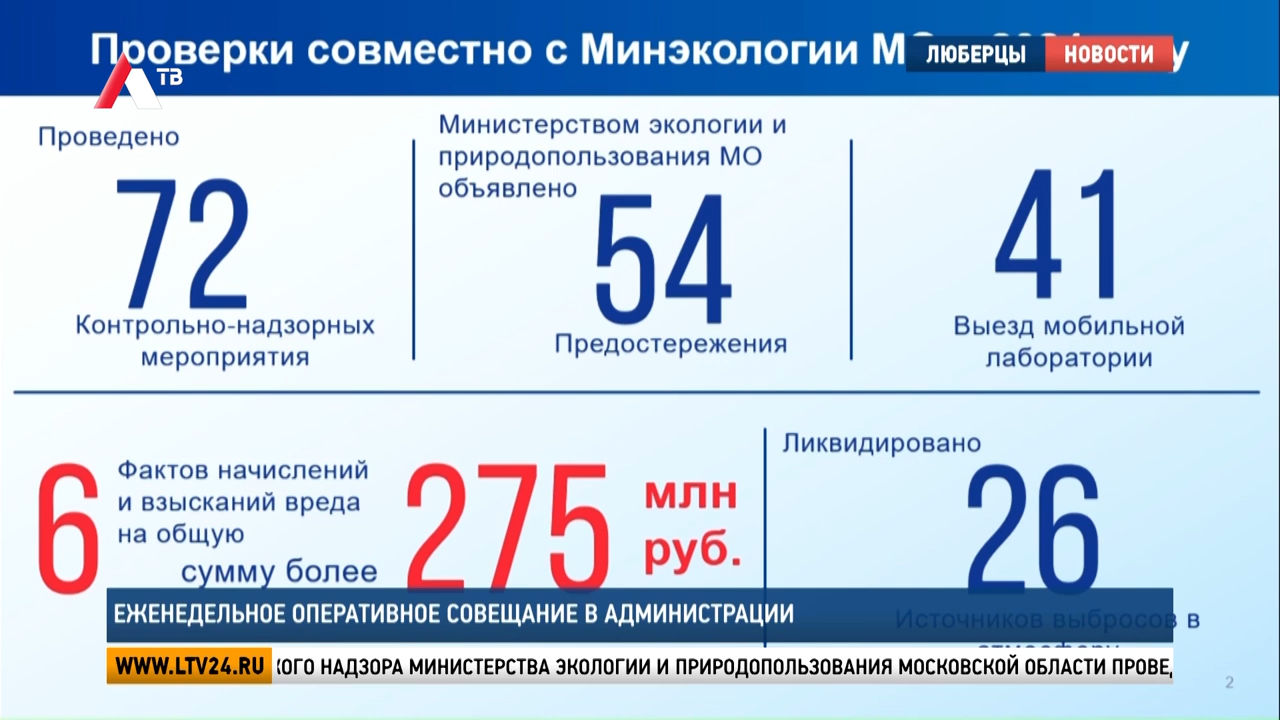 Проверки совместно с Минэкологии
ТВ
ЛЮБЕРЦЫ НОВОСТИ
Проведено
72
Контрольно-надзорных
мероприятия
Министерством экологии и
природопользования МО
объявлено
54
Предостережения
41
Выезд мобильной
лаборатории
6
Фактов начислений
и взысканий вреда
на общую
сумму более
275
млн
руб.
Ликвидировано
26
Источников выбросов в
атмосферу
ЕЖЕНЕДЕЛЬНОЕ ОПЕРАТИВНОЕ СОВЕЩАНИЕ В АДМИНИСТРАЦИИ
WWW.LTV24.RU КОГО НАДЗОРА МИНИСТЕРСТВА ЭКОЛОГИИ И ПРИРОДОПОЛЬЗОВАНИЯ МОСКОВСКОЙ ОБЛАСТИ ПРОВЕД
2